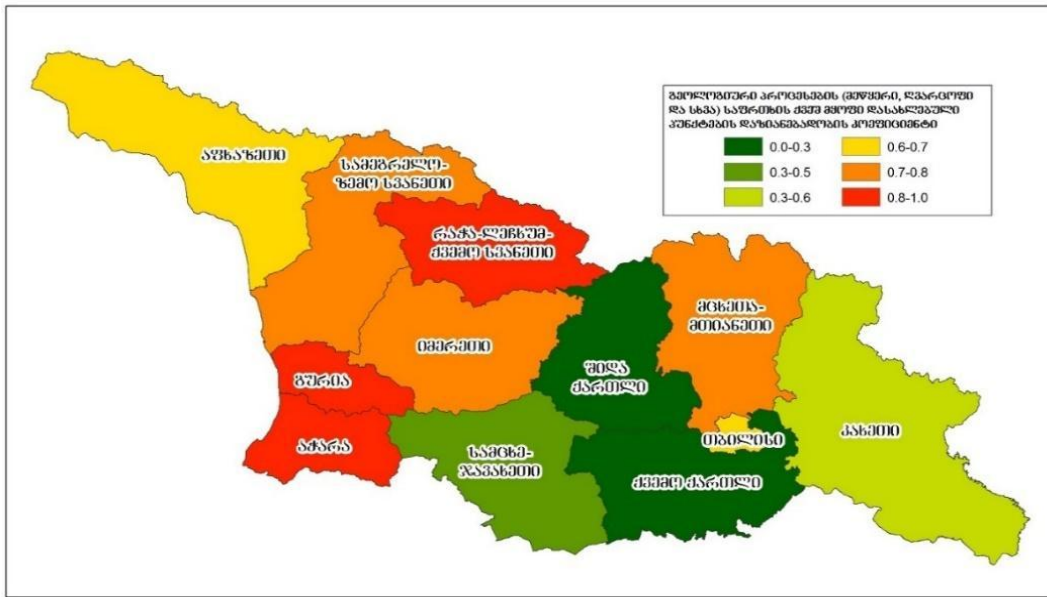 გეოლოგიური პროცესების (მეწყერი, ღვარცოფი
და სხვა) საფრთხის ქვეშ მყოფი დასახლებული
პუნქტების დაზიანებადობის კოეფიციენტი
0.0-0.3
0.6-0.7
0.3-0.5
0.7-0.8
0.3-0.6
0.8-1.0
აფხაზეთი
სამეგრელო-
ზემო სვანეთი
რაჭა-ლეჩხუმ-
ქვემო სვანეთი
იმერეთი
გურია
აჭარა
სამცხე-
ჯავახეთი
შიდა
ქართლი
მცხეთა-
მთიანეთი
თბილისი
ქვემო ქართლი
კახეთი